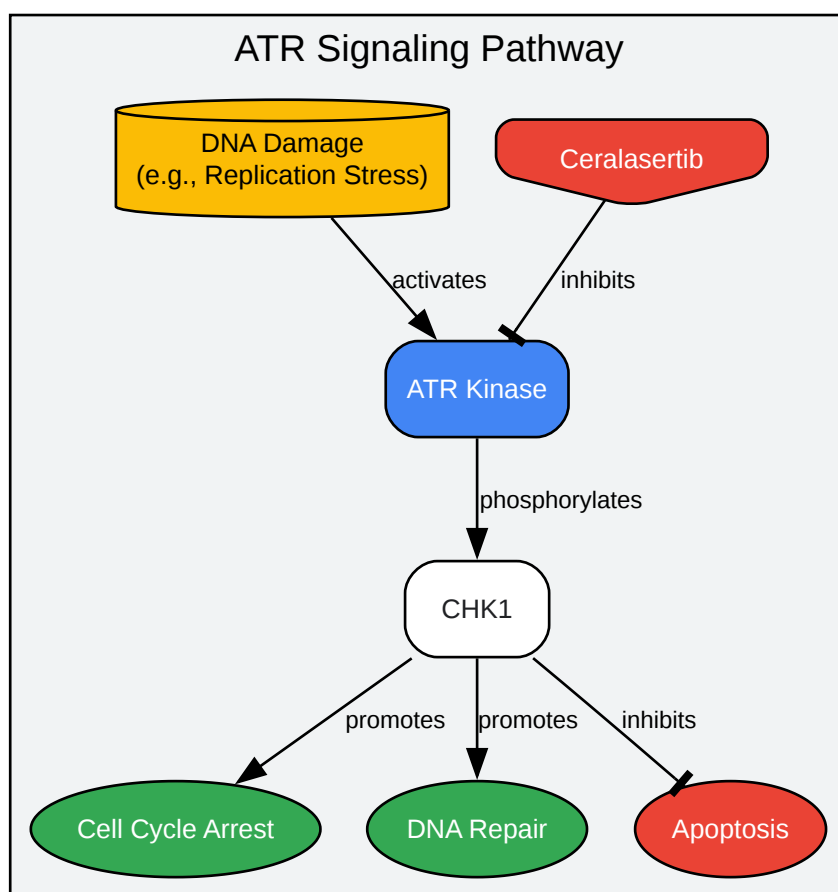 ATR Signaling Pathway
DNA Damage
(e.g., Replication Stress)
Ceralasertib
activates
inhibits
ATR Kinase
phosphorylates
CHK1
promotes
promotes
inhibits
Cell Cycle Arrest
DNA Repair
Apoptosis